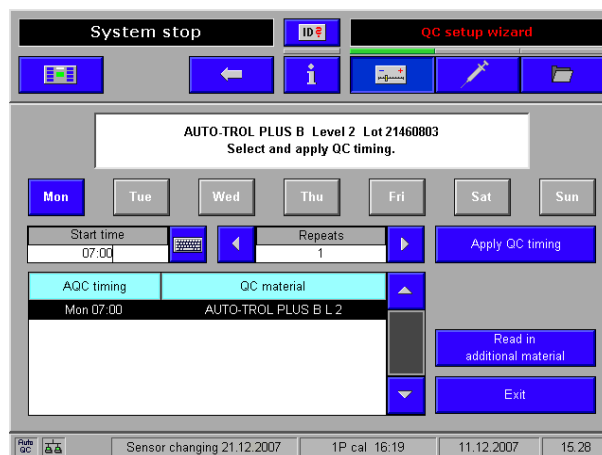 System stop
ID?
QC setup wizard
i
AUTO-TROL PLUS B Level 2 Lot 21460803
Select and apply QC timing.
Mon Tue Wed Thu Fri Sat Sun
Start time
07:00
Repeats
1
Apply QC timing
AQC timing QC material
Mon 07:00 AUTO-TROL PLUS B L 2
Read in
additional material
Exit
Auto
QC
Sensor changing 21.12.2007 1P cal 16:19 11.12.2007 15.28